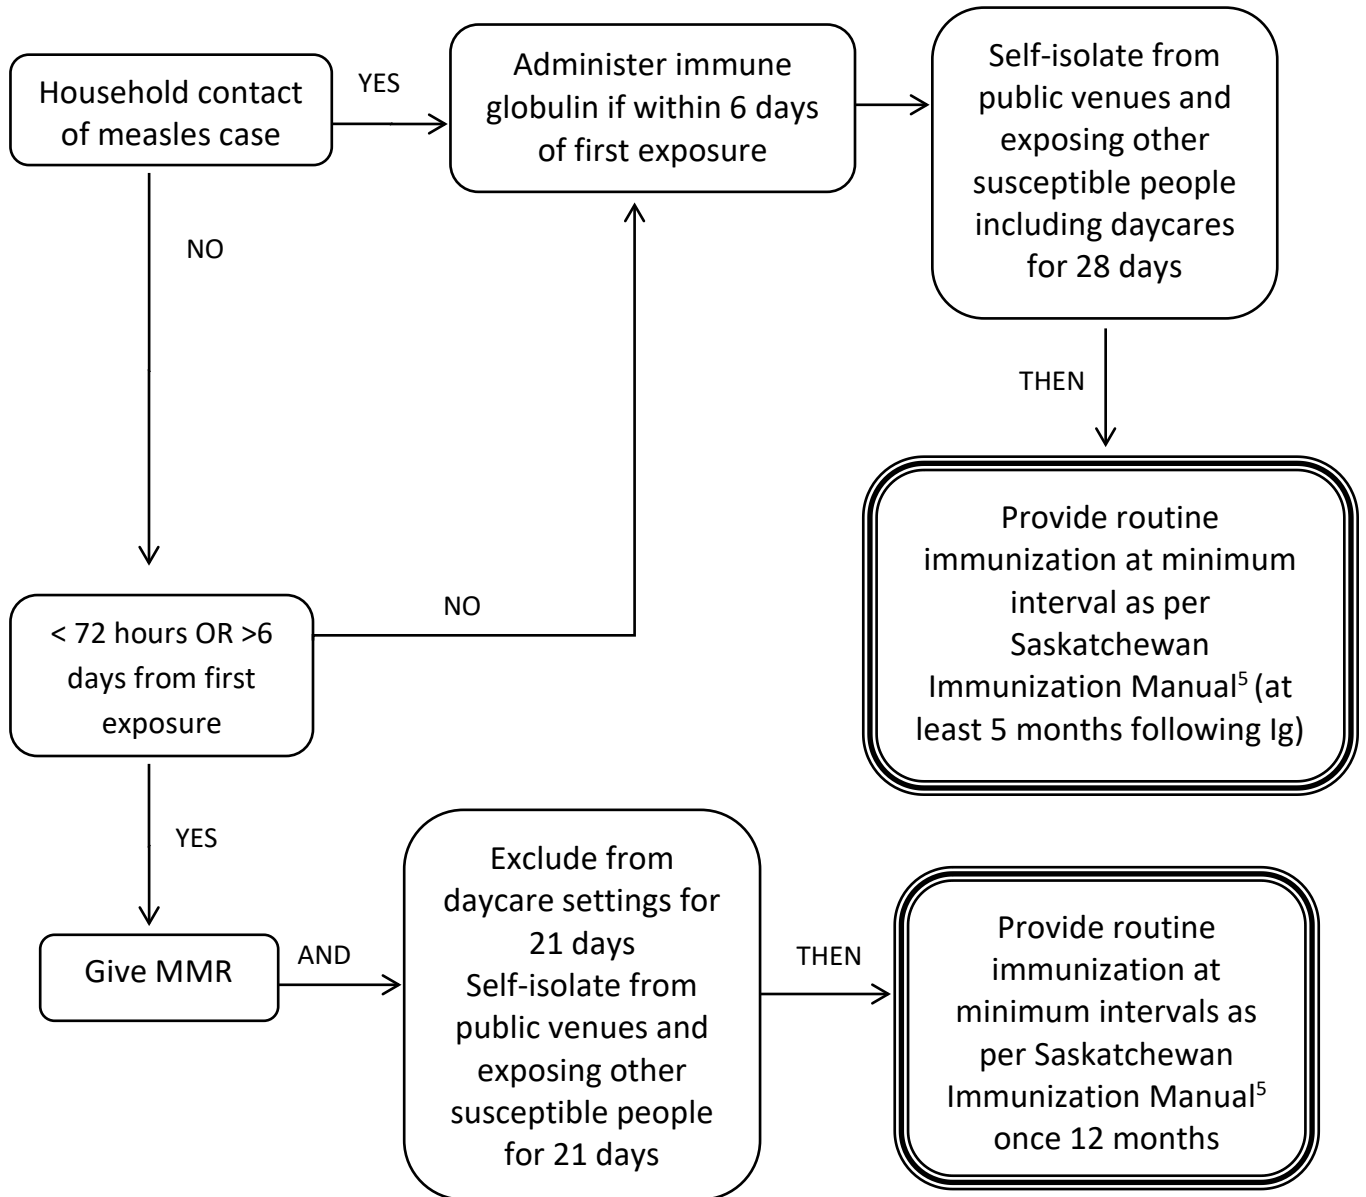 Household contact
of measles case
YES
Administer immune
globulin if within 6 days
of first exposure
Self-isolate from
public venues and
exposing other
susceptible people
including daycares
for 28 days
NO
THEN
Provide routine
immunization at minimum
interval as per
Saskatchewan
Immunization Manual⁵ (at
least 5 months following Ig)
< 72 hours OR >6
days from first
exposure
NO
YES
Give MMR
AND
Exclude from
daycare settings for
21 days
Self-isolate from
public venues and
exposing other
susceptible people
for 21 days
THEN
Provide routine
immunization at
minimum intervals as
per Saskatchewan
Immunization Manual⁵
once 12 months